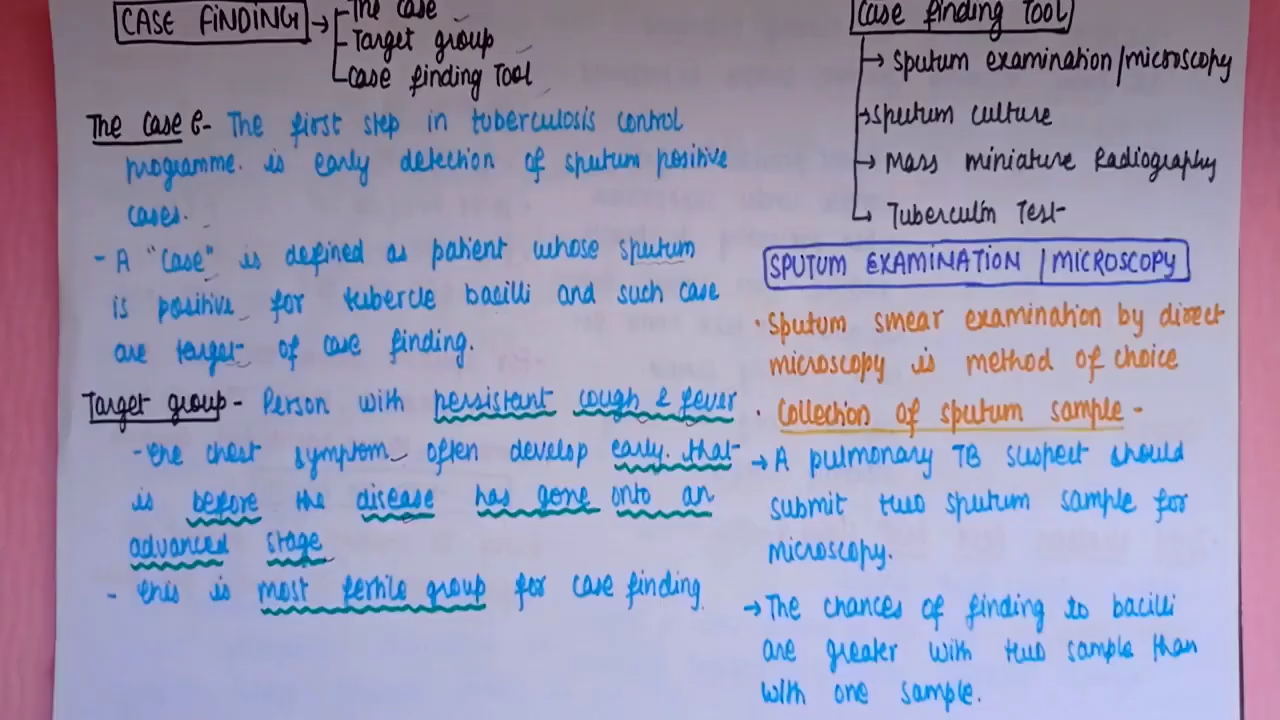 CASE FINDING → The case
Target group
Case finding Tool
The Case :- The first step in tuberculosis control
programme. is early detection of sputum positive
cases.
- A "Case" is defined as patient whose sputum
is positive for tubercle bacilli and such case
are target of case finding.
Target group - Person with persistant cough & fever
- the chest symptom often develop early. that
is before the disease has gone onto an
advanced stage
- this is most fertile group for case finding
Case finding Tool
→ Sputum examination/microscopy
→ Sputum culture
→ Mass miniature Radiography
Tuberculin Test
SPUTUM EXAMINATION / MICROSCOPY
• Sputum smear examination by direct
microscopy is method of choice
• Collection of sputum sample -
→ A pulmonary TB suspect should
submit two sputum sample for
microscopy.
→ The chances of finding tb bacilli
are greater with two sample than
with one sample.